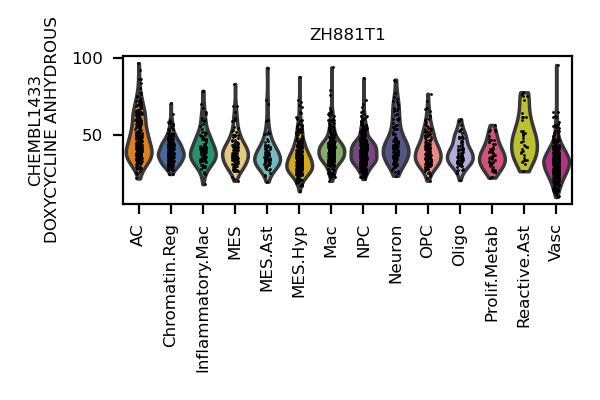 ZH881T1
CHEMBL1433
DOXYCYCLINE ANHYDROUS
100
50
AC
Chromatin.Reg
Inflammatory.Mac
MES
MES.Ast
MES.Hyp
Mac
NPC
Neuron
OPC
Oligo
Prolif.Metab
Reactive.Ast
Vasc